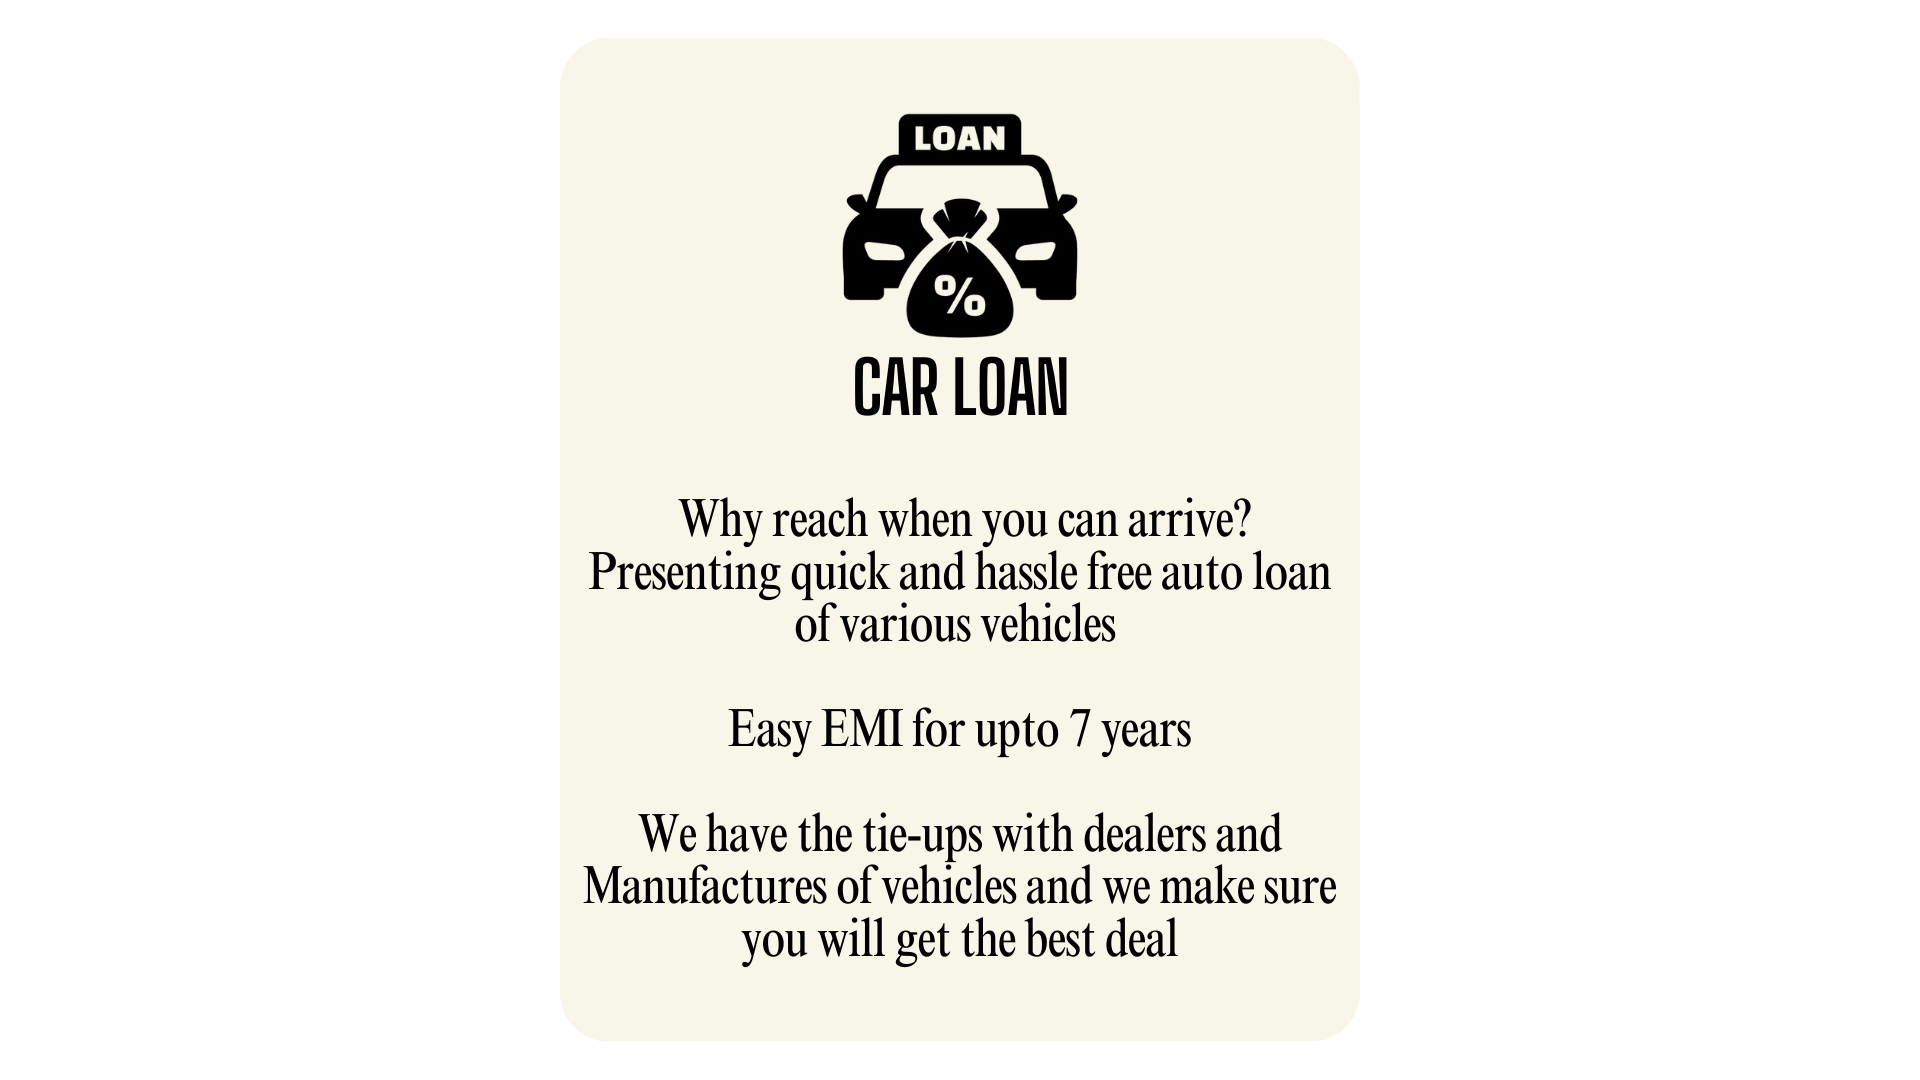 LOAN
%
CAR LOAN
Why reach when you can arrive?
Presenting quick and hassle free auto loan
of various vehicles
Easy EMI for upto 7 years
We have the tie-ups with dealers and
Manufactures of vehicles and we make sure
you will get the best deal